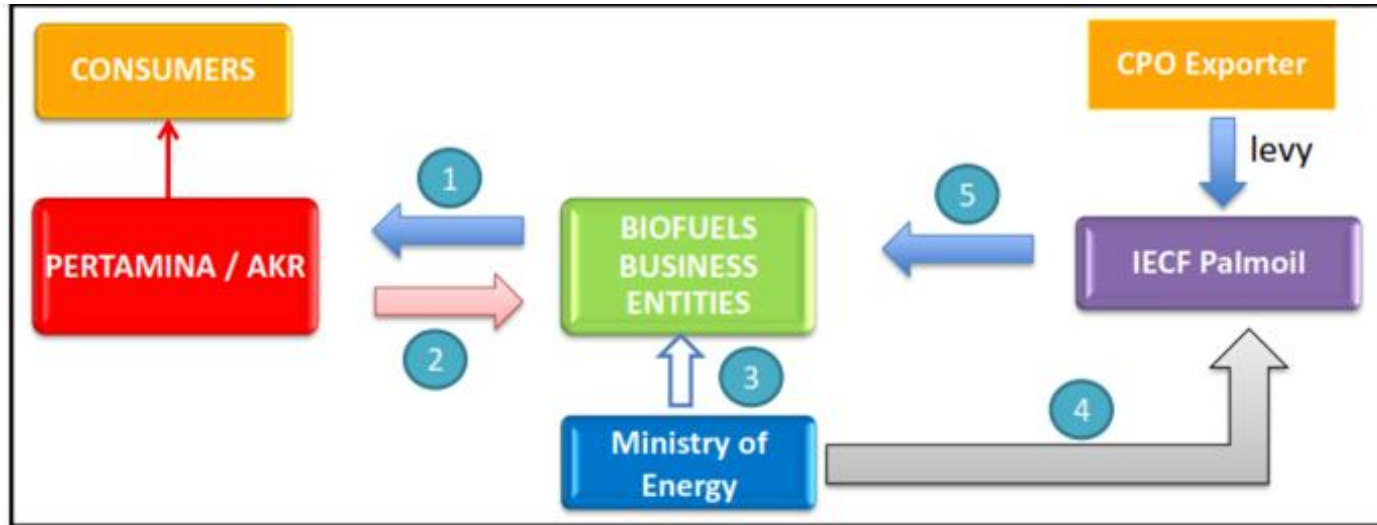 CONSUMERS
CPO Exporter
levy
1
5
PERTAMINA / AKR
BIOFUELS
BUSINESS
ENTITIES
IECF Palmoil
2
3
4
Ministry of
Energy